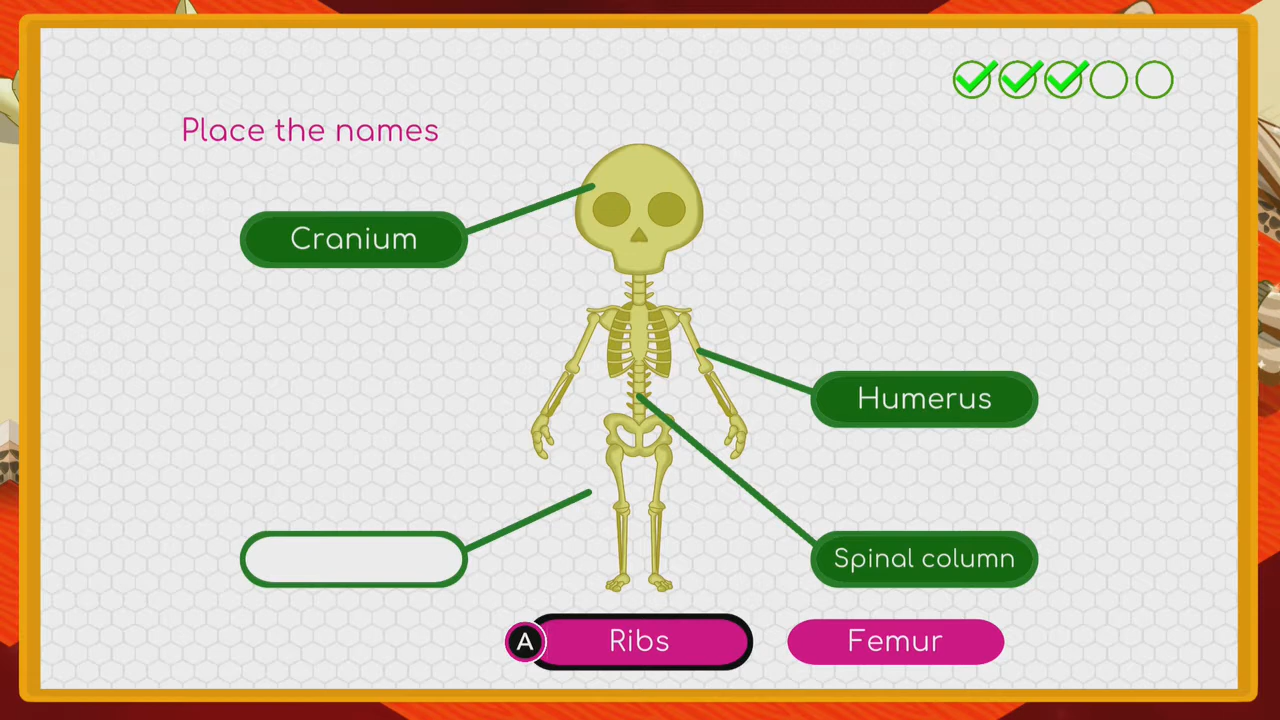 Place the names
Cranium
Humerus
Spinal column
A
Ribs
Femur